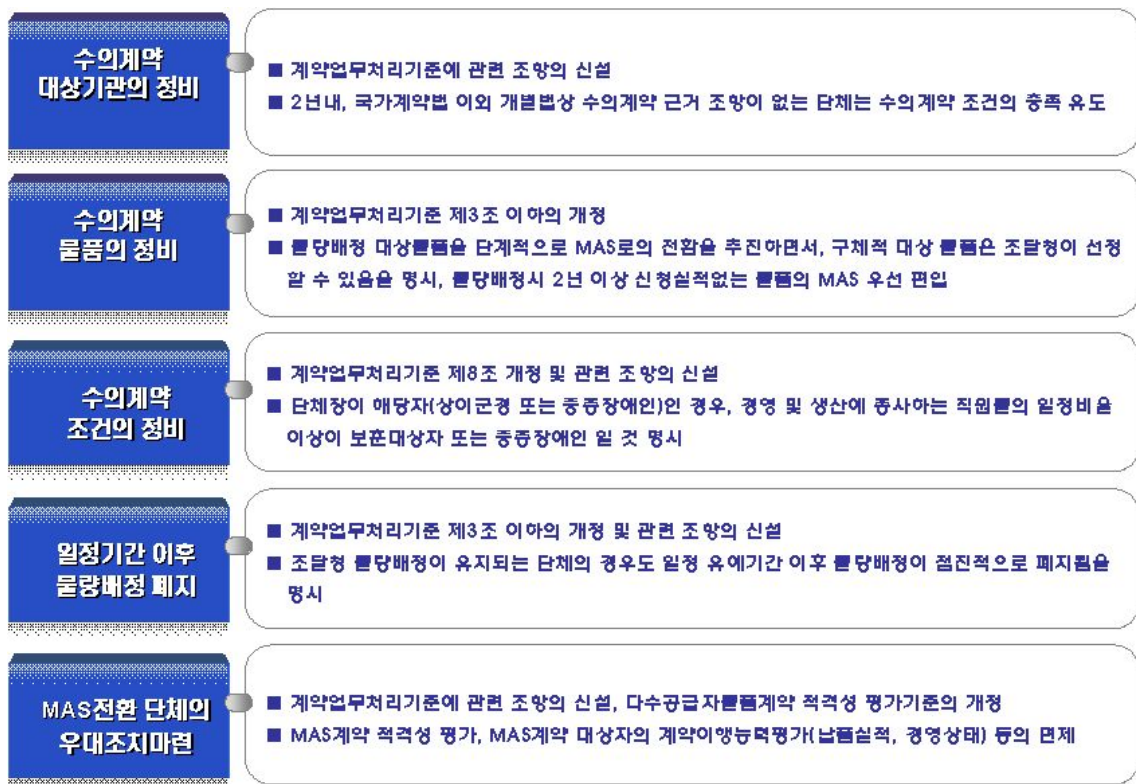 수의계약
대상기관의 정비
■ 계약업무처리기준에 관련 조항의 신설
■ 2년내, 국가계약법 이외 개별법상 수의계약 근거 조항이 없는 단체는 수의계약 조건의 충족 유도
수의계약
물품의 정비
■ 계약업무처리기준 제3조 이하의 개정
■ 물량배정 대상물품을 단계적으로 MAS로의 전환을 추진하면서, 구체적 대상 물품은 조달청이 선정
할 수 있음을 명시, 물량배정시 2년 이상 신청실적없는 물품의 MAS 우선 편입
수의계약
조건의 정비
■ 계약업무처리기준 제8조 개정 및 관련 조항의 신설
■ 단체장이 해당자(상이군경 또는 중증장애인)인 경우, 경영 및 생산에 종사하는 직원들의 일정비율
이상이 보훈대상자 또는 중증장애인 일 것 명시
일정기간 이후
물량배정 폐지
■ 계약업무처리기준 제3조 이하의 개정 및 관련 조항의 신설
■ 조달청 물량배정이 유지되는 단체의 경우도 일정 유예기간 이후 물량배정이 점진적으로 폐지됨을
명시
MAS전환 단체의
우대조치마련
■ 계약업무처리기준에 관련 조항의 신설, 다수공급자물품계약 적격성 평가기준의 개정
■ MAS계약 적격성 평가, MAS계약 대상자의 계약이행능력평가(납품실적, 경영상태) 등의 면제